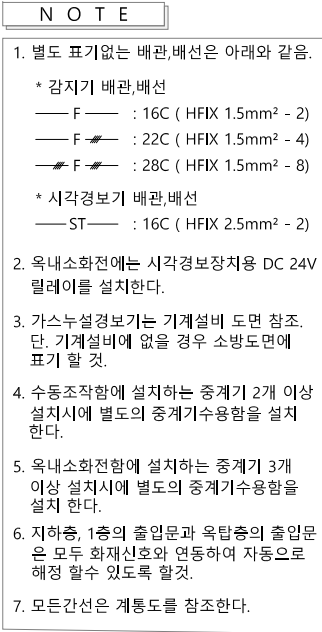 N O T E
1. 별도 표기없는 배관,배선은 아래와 같음.
* 감지기 배관,배선
F : 16C ( HFIX 1.5mm² - 2)
F : 22C ( HFIX 1.5mm² - 4)
F : 28C ( HFIX 1.5mm² - 8)
* 시각경보기 배관,배선
ST : 16C ( HFIX 2.5mm² - 2)
2. 옥내소화전에는 시각경보장치용 DC 24V
릴레이를 설치한다.
3. 가스누설경보기는 기계설비 도면 참조.
단. 기계설비에 없을 경우 소방도면에
표기 할 것.
4. 수동조작함에 설치하는 중계기 2개 이상
설치시에 별도의 중계기수용함을 설치
한다.
5. 옥내소화전함에 설치하는 중계기 3개
이상 설치시에 별도의 중계기수용함을
설치 한다.
6. 지하층, 1층의 출입문과 옥탑층의 출입문
은 모두 화재신호와 연동하여 자동으로
해정 할수 있도록 할것.
7. 모든간선은 계통도를 참조한다.